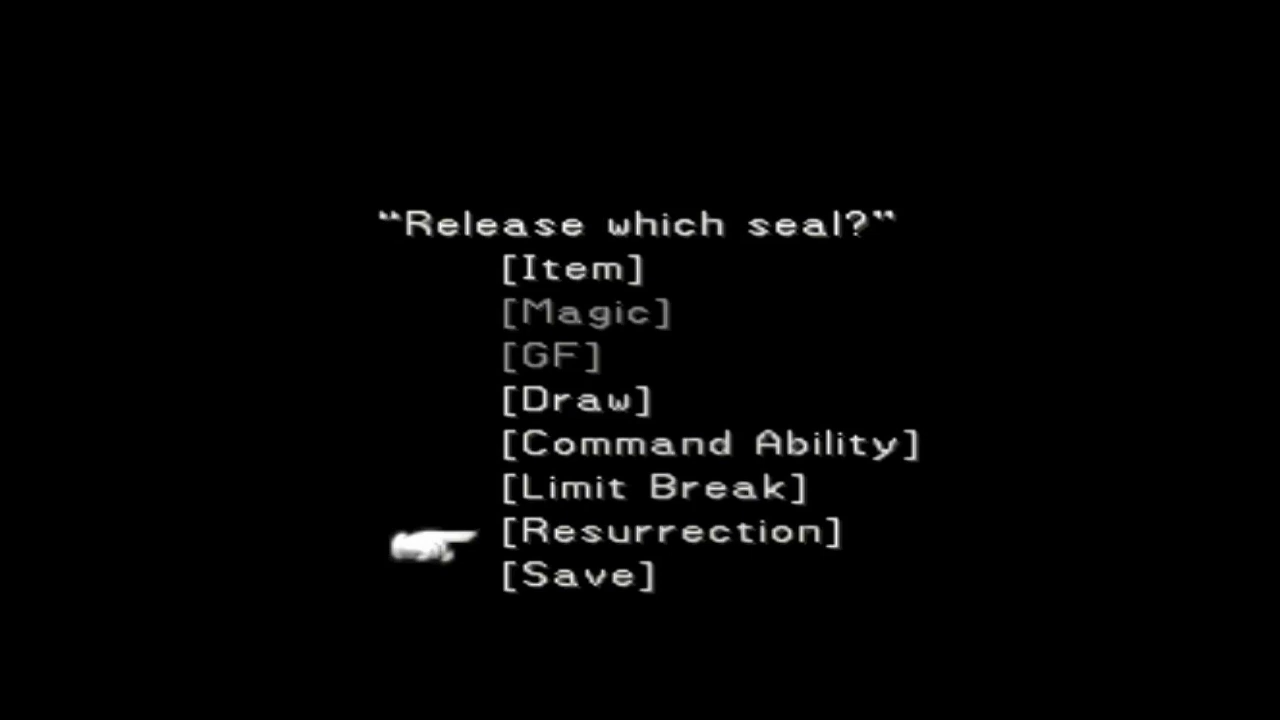 “Release which seal?”
[Item]
[Magic]
[GF]
[Draw]
[Command Ability]
[Limit Break]
[Resurrection]
[Save]